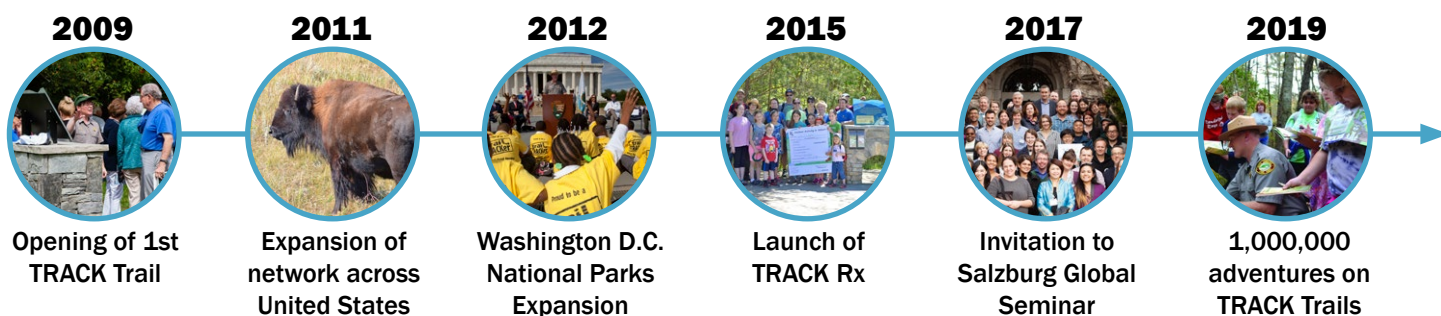 2009
Opening of 1st
TRACK Trail
2011
Expansion of
network across
United States
2012
Washington D.C.
National Parks
Expansion
2015
Launch of
TRACK Rx
2017
Invitation to
Salzburg Global
Seminar
2019
1,000,000
adventures on
TRACK Trails